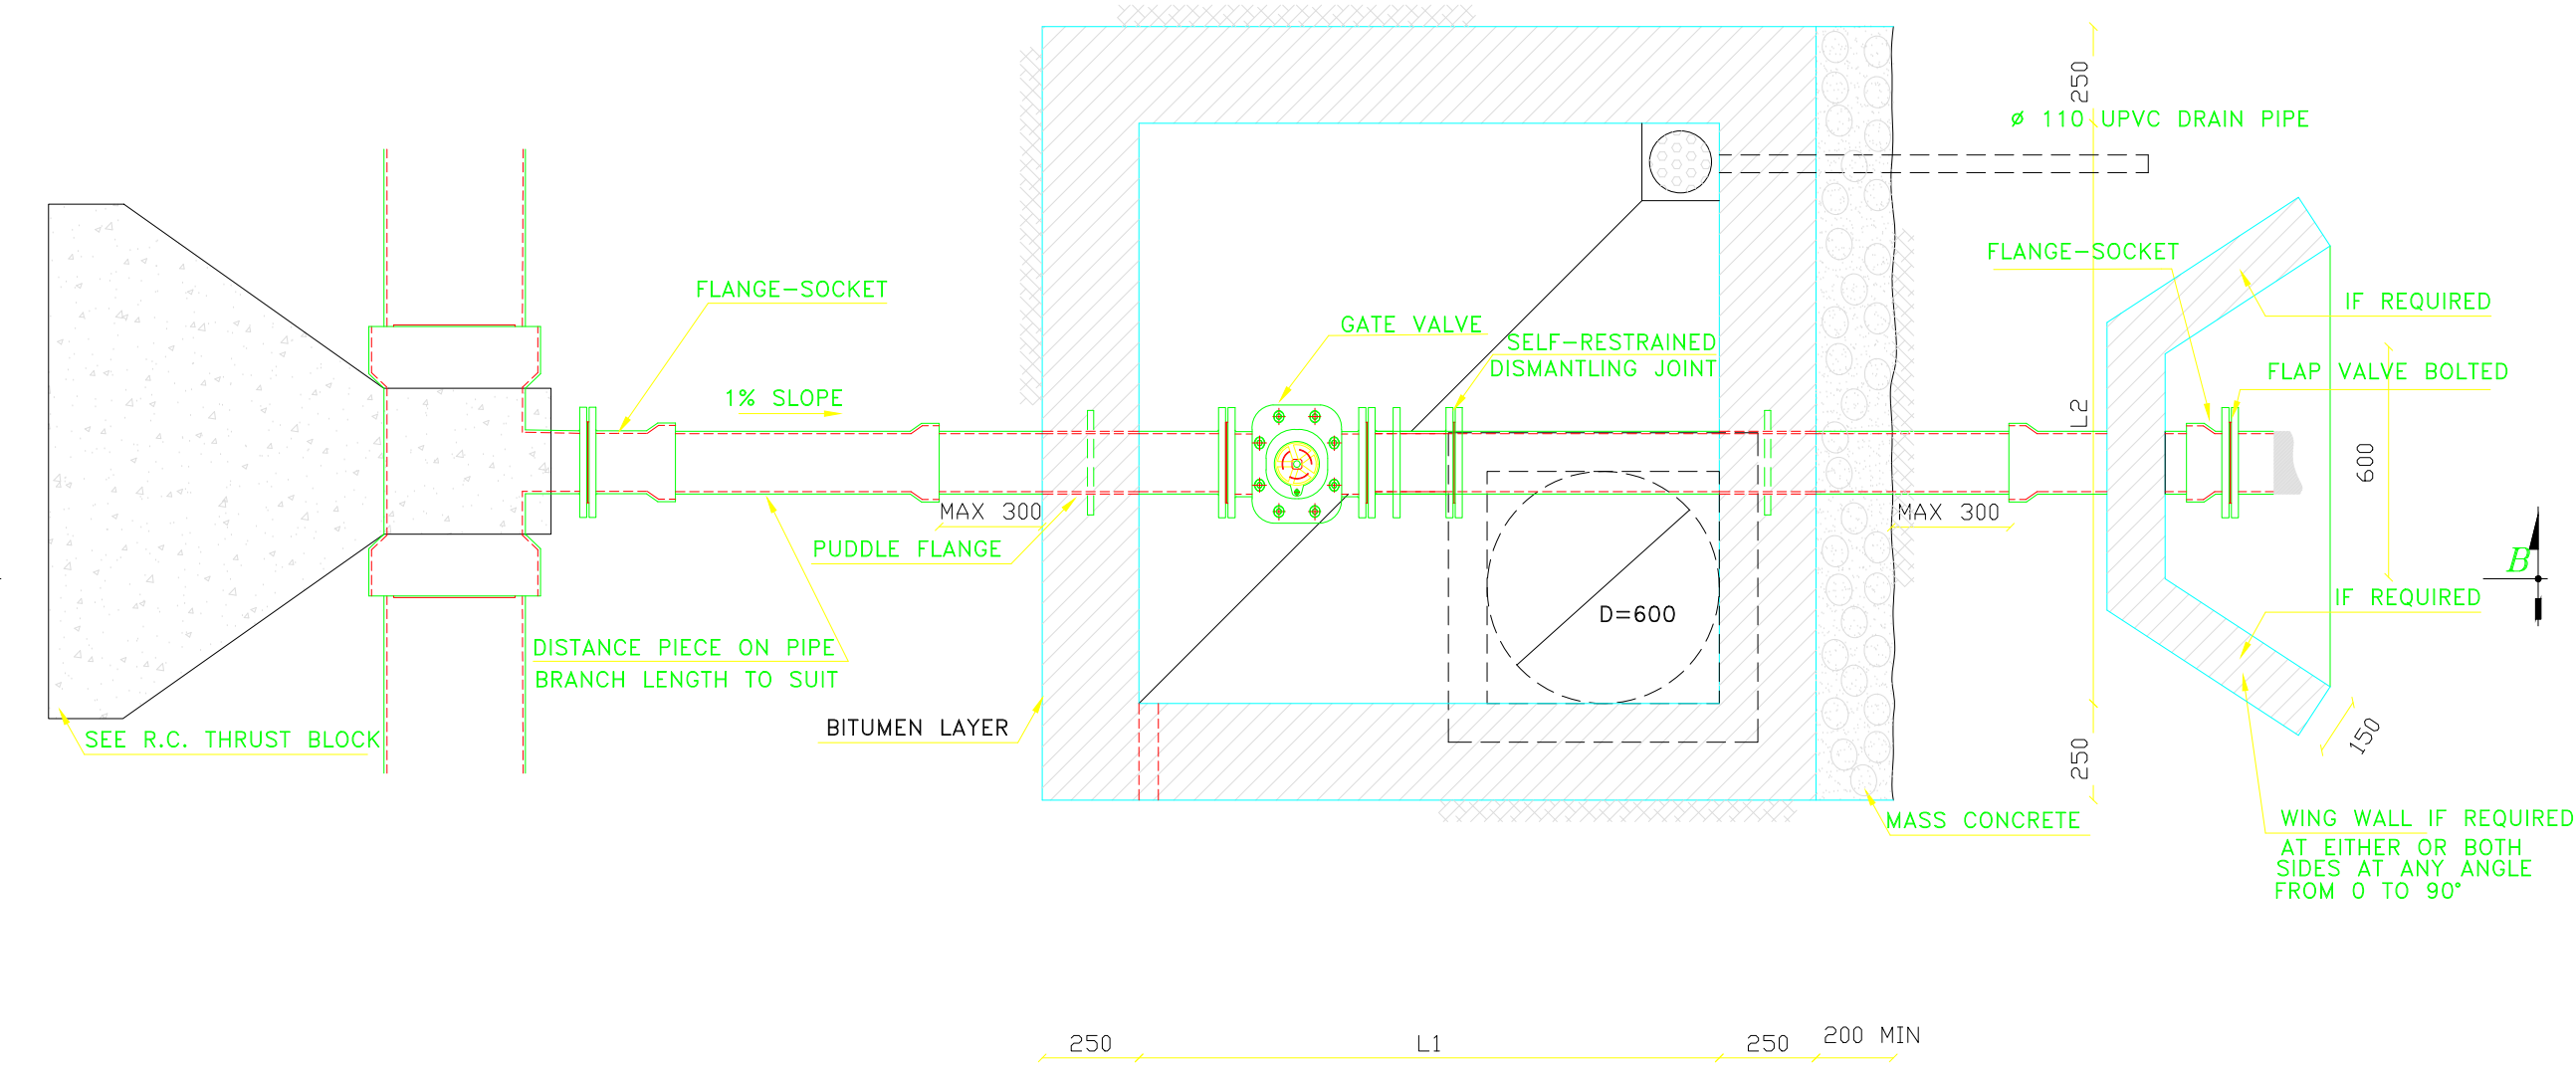 250
Ø 110 UPVC DRAIN PIPE
FLANGE-SOCKET
FLANGE-SOCKET
IF REQUIRED
GATE VALVE
SELF-RESTRAINED
DISMANTLING JOINT
FLAP VALVE BOLTED
1% SLOPE
L2
600
MAX 300
MAX 300
PUDDLE FLANGE
B
IF REQUIRED
D=600
DISTANCE PIECE ON PIPE
BRANCH LENGTH TO SUIT
BITUMEN LAYER
SEE R.C. THRUST BLOCK
150
250
MASS CONCRETE
WING WALL IF REQUIRED
AT EITHER OR BOTH
SIDES AT ANY ANGLE
FROM 0 TO 90°
250
L1
250
200 MIN